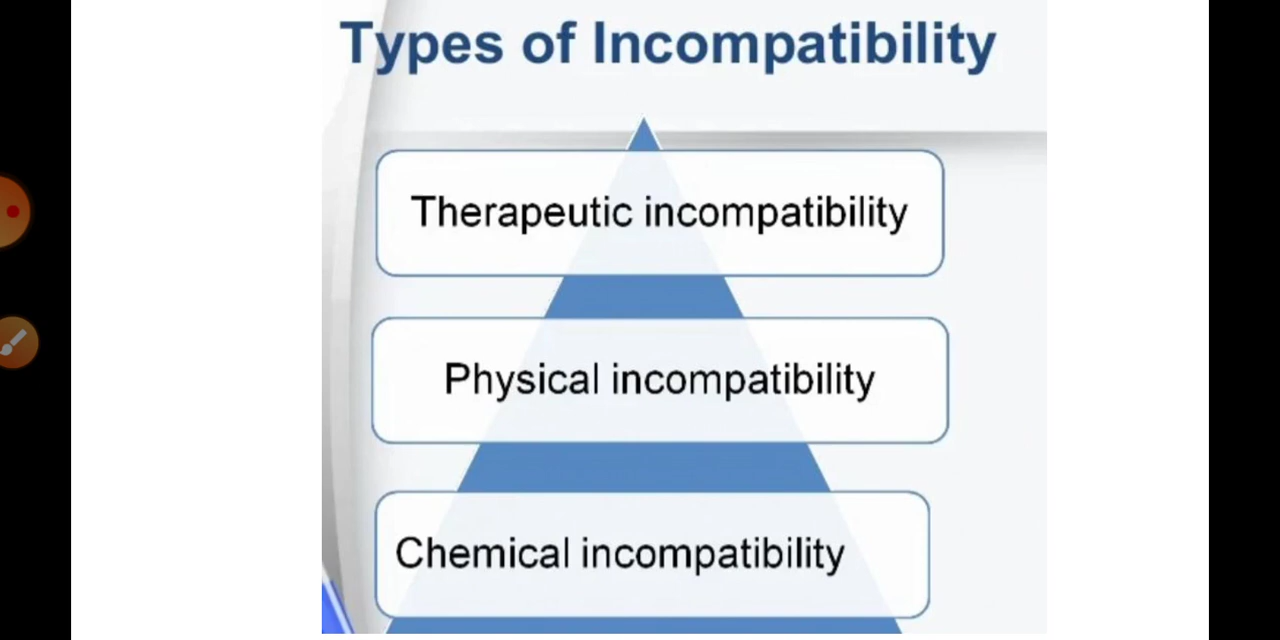 Types of Incompatibility
Therapeutic incompatibility
Physical incompatibility
Chemical incompatibility